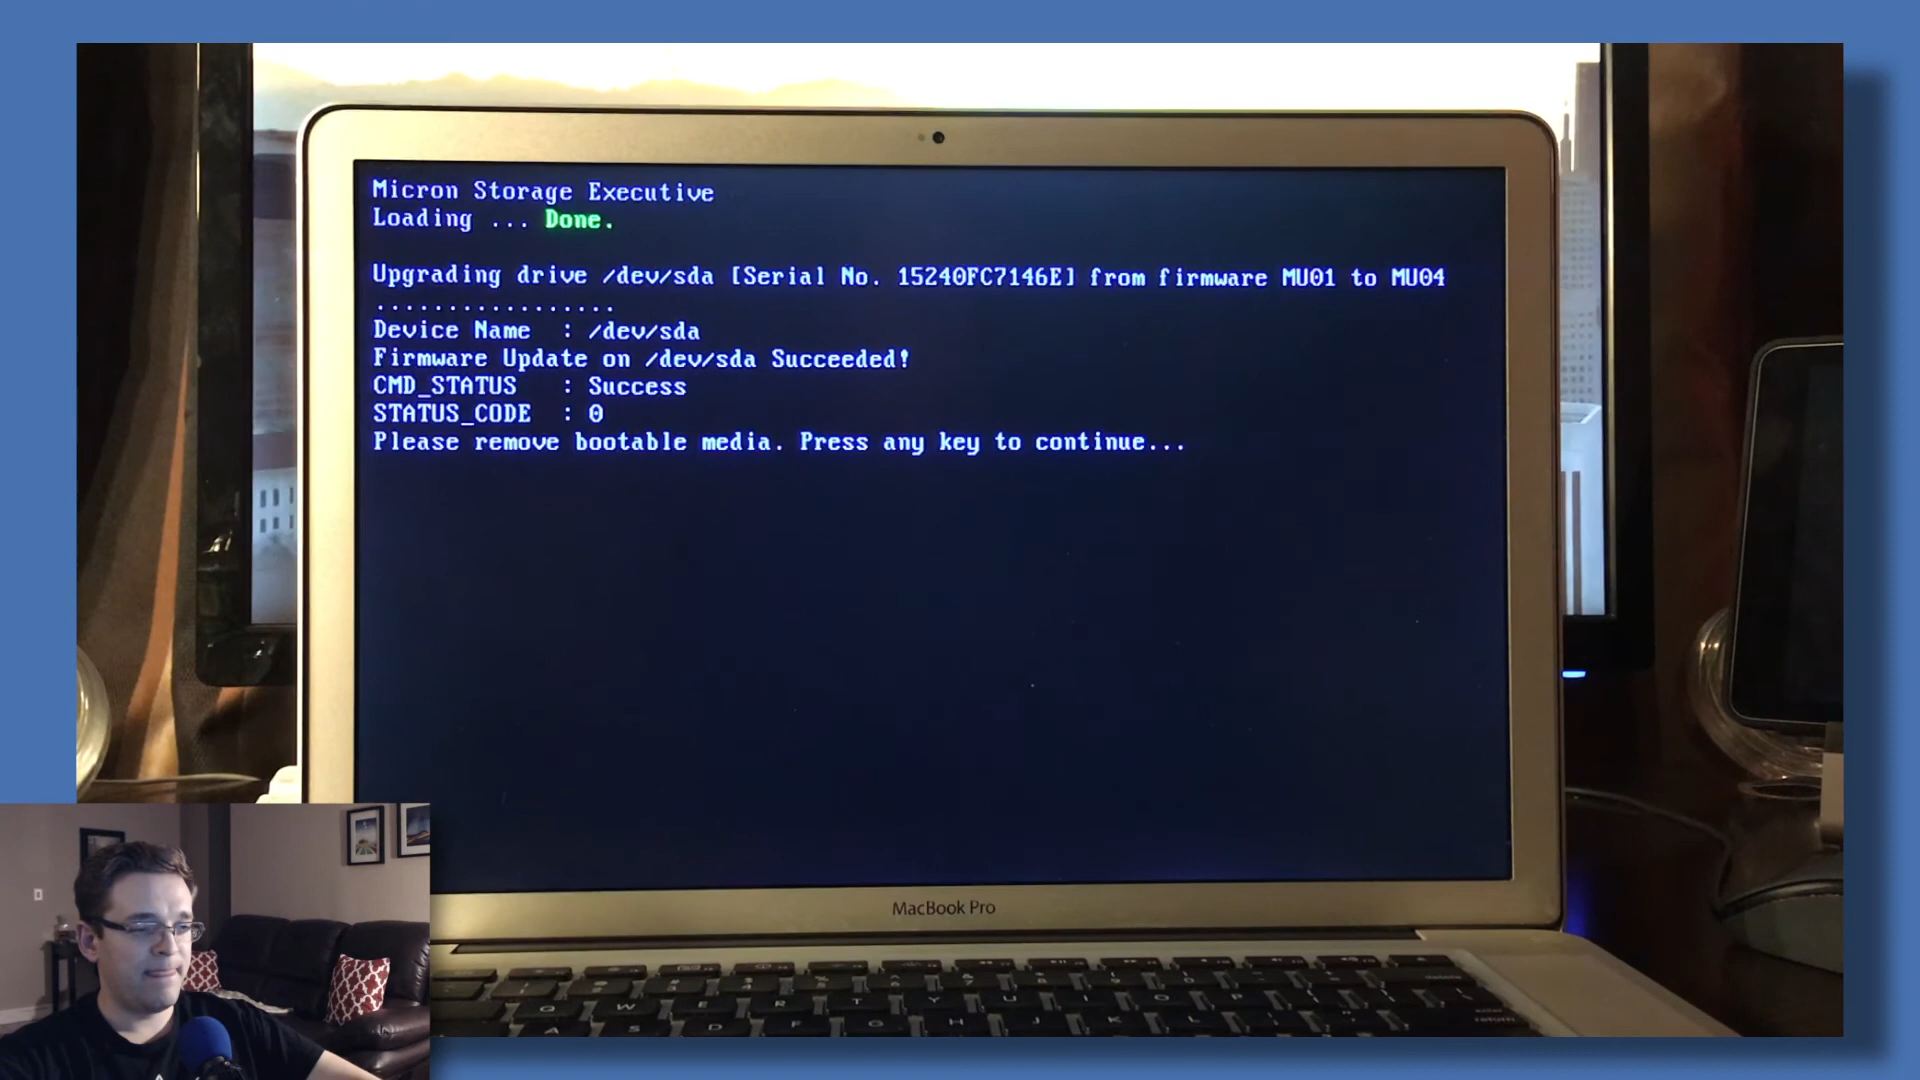 Micron Storage Executive
Loading ... Done.
Upgrading drive /dev/sda [Serial No. 15240FC7146E] from firmware MU01 to MU04
.................
Device Name : /dev/sda
Firmware Update on /dev/sda Succeeded!
CMD_STATUS : Success
STATUS_CODE : 0
Please remove bootable media. Press any key to continue...
MacBook Pro
Q W E R T Y U I O P
A S D F G H J K L